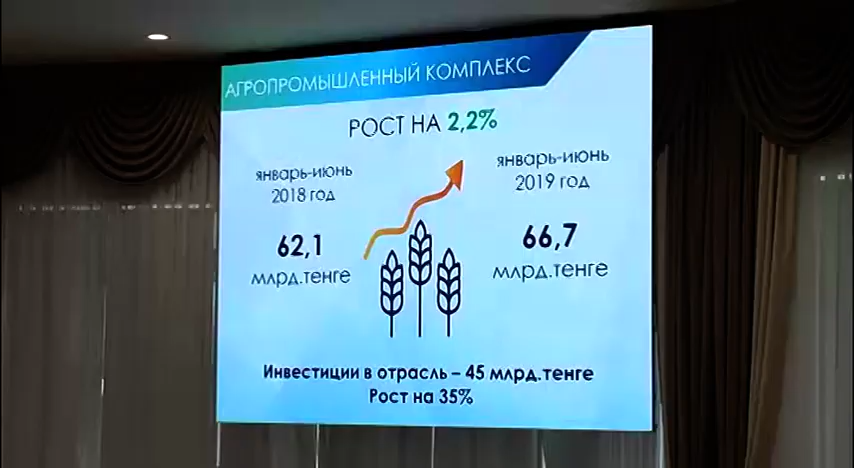 АГРОПРОМЫШЛЕННЫЙ КОМПЛЕКС
РОСТ НА 2,2%
январь-июнь
2018 год
62,1
млрд.тенге
январь-июнь
2019 год
66,7
млрд.тенге
Инвестиции в отрасль – 45 млрд.тенге
Рост на 35%